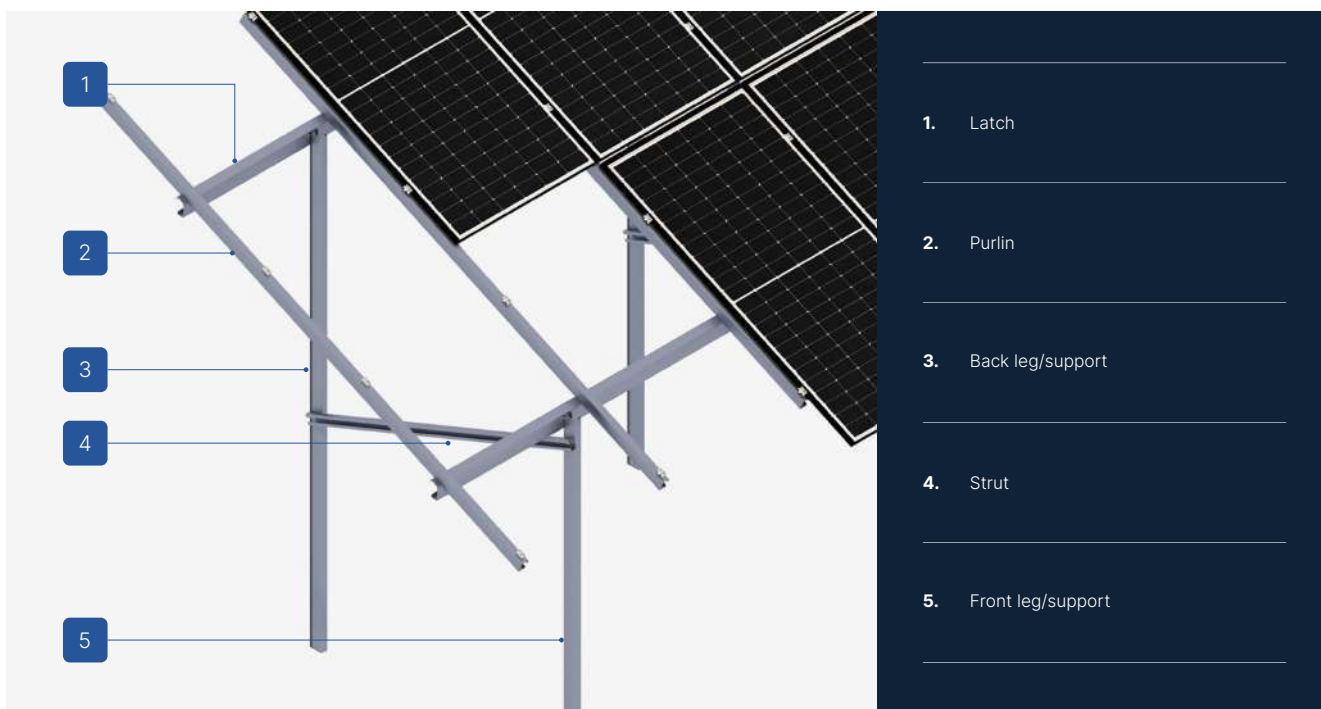 1
2
3
4
5
1. Latch
2. Purlin
3. Back leg/support
4. Strut
5. Front leg/support